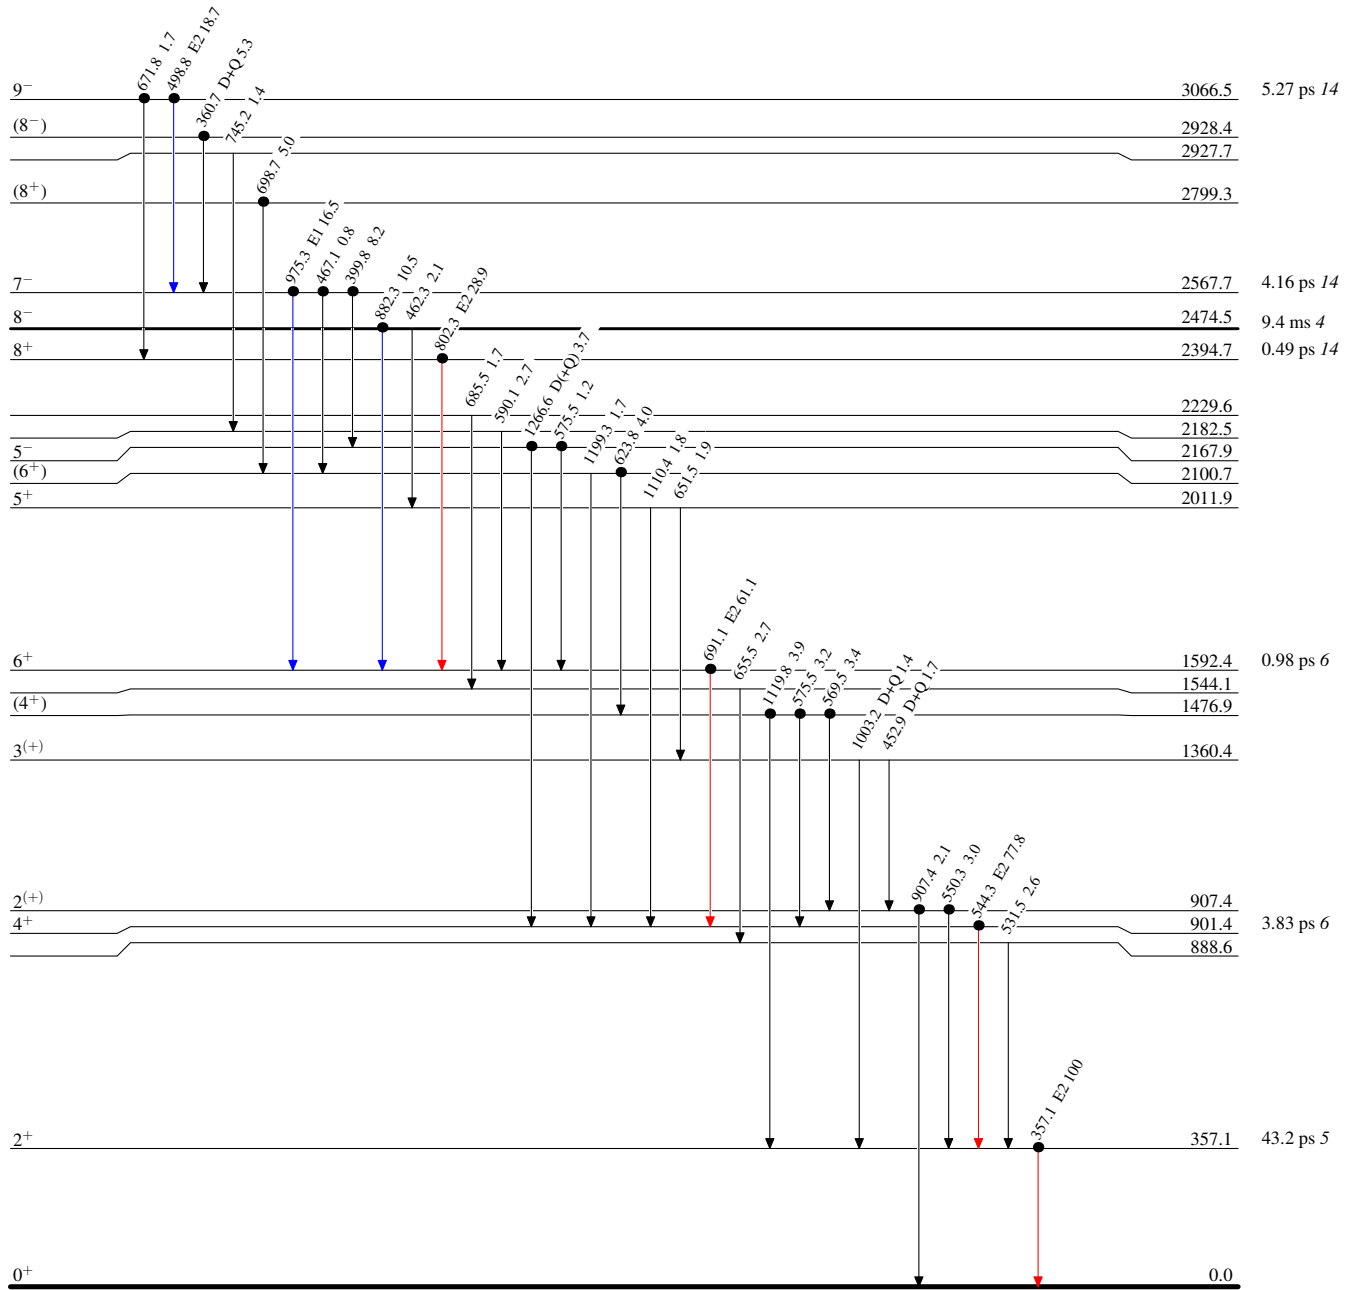 671.8 1.7
498.8 E2 18.7
360.7 D+Q 5.3
745.2 1.4
698.7 5.0
975.3 E1 16.5
467.1 0.8
399.8 8.2
882.3 10.5
462.3 2.1
802.3 E2 28.9
685.5 1.7
590.1 2.7
1266.6 D(+Q) 3.7
575.5 1.2
1199.3 1.7
623.8 4.0
1110.4 1.8
651.5 1.9
691.1 E2 61.1
655.5 2.7
1119.8 3.9
575.5 3.2
569.5 3.4
1003.2 D+Q 1.4
452.9 D+Q 1.7
907.4 2.1
550.3 3.0
544.3 E2 77.8
531.5 2.6
357.1 E2 100
9⁻ 3066.5 5.27 ps 14
(8⁻) 2928.4
2927.7
(8⁺) 2799.3
7⁻ 2567.7 4.16 ps 14
8⁻ 2474.5 9.4 ms 4
8⁺ 2394.7 0.49 ps 14
2229.6
2182.5
5⁻ 2167.9
(6⁺) 2100.7
5⁺ 2011.9
6⁺ 1592.4 0.98 ps 6
1544.1
(4⁺) 1476.9
3⁽⁺⁾ 1360.4
2⁽⁺⁾ 907.4
4⁺ 901.4 3.83 ps 6
888.6
2⁺ 357.1 43.2 ps 5
0⁺ 0.0